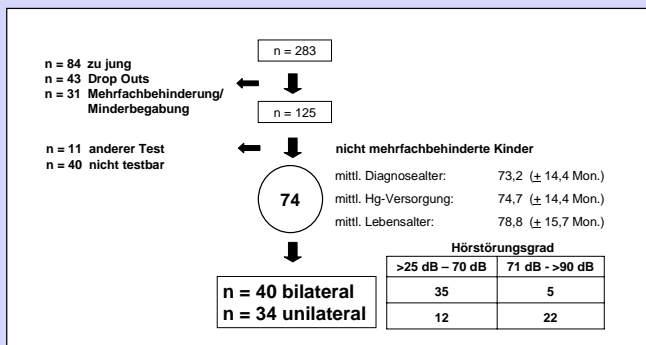 n = 283
n = 84 zu jung
n = 43 Drop Outs
n = 31 Mehrfachbehinderung/
Minderbegabung
n = 125
n = 11 anderer Test
n = 40 nicht testbar
nicht mehrfachbehinderte Kinder
mittl. Diagnosealter: 73,2 (± 14,4 Mon.)
74
mittl. Hg-Versorgung: 74,7 (± 14,4 Mon.)
mittl. Lebensalter: 78,8 (± 15,7 Mon.)
Hörstörungsgrad
>25 dB – 70 dB 71 dB - >90 dB
n = 40 bilateral 35 5
n = 34 unilateral 12 22